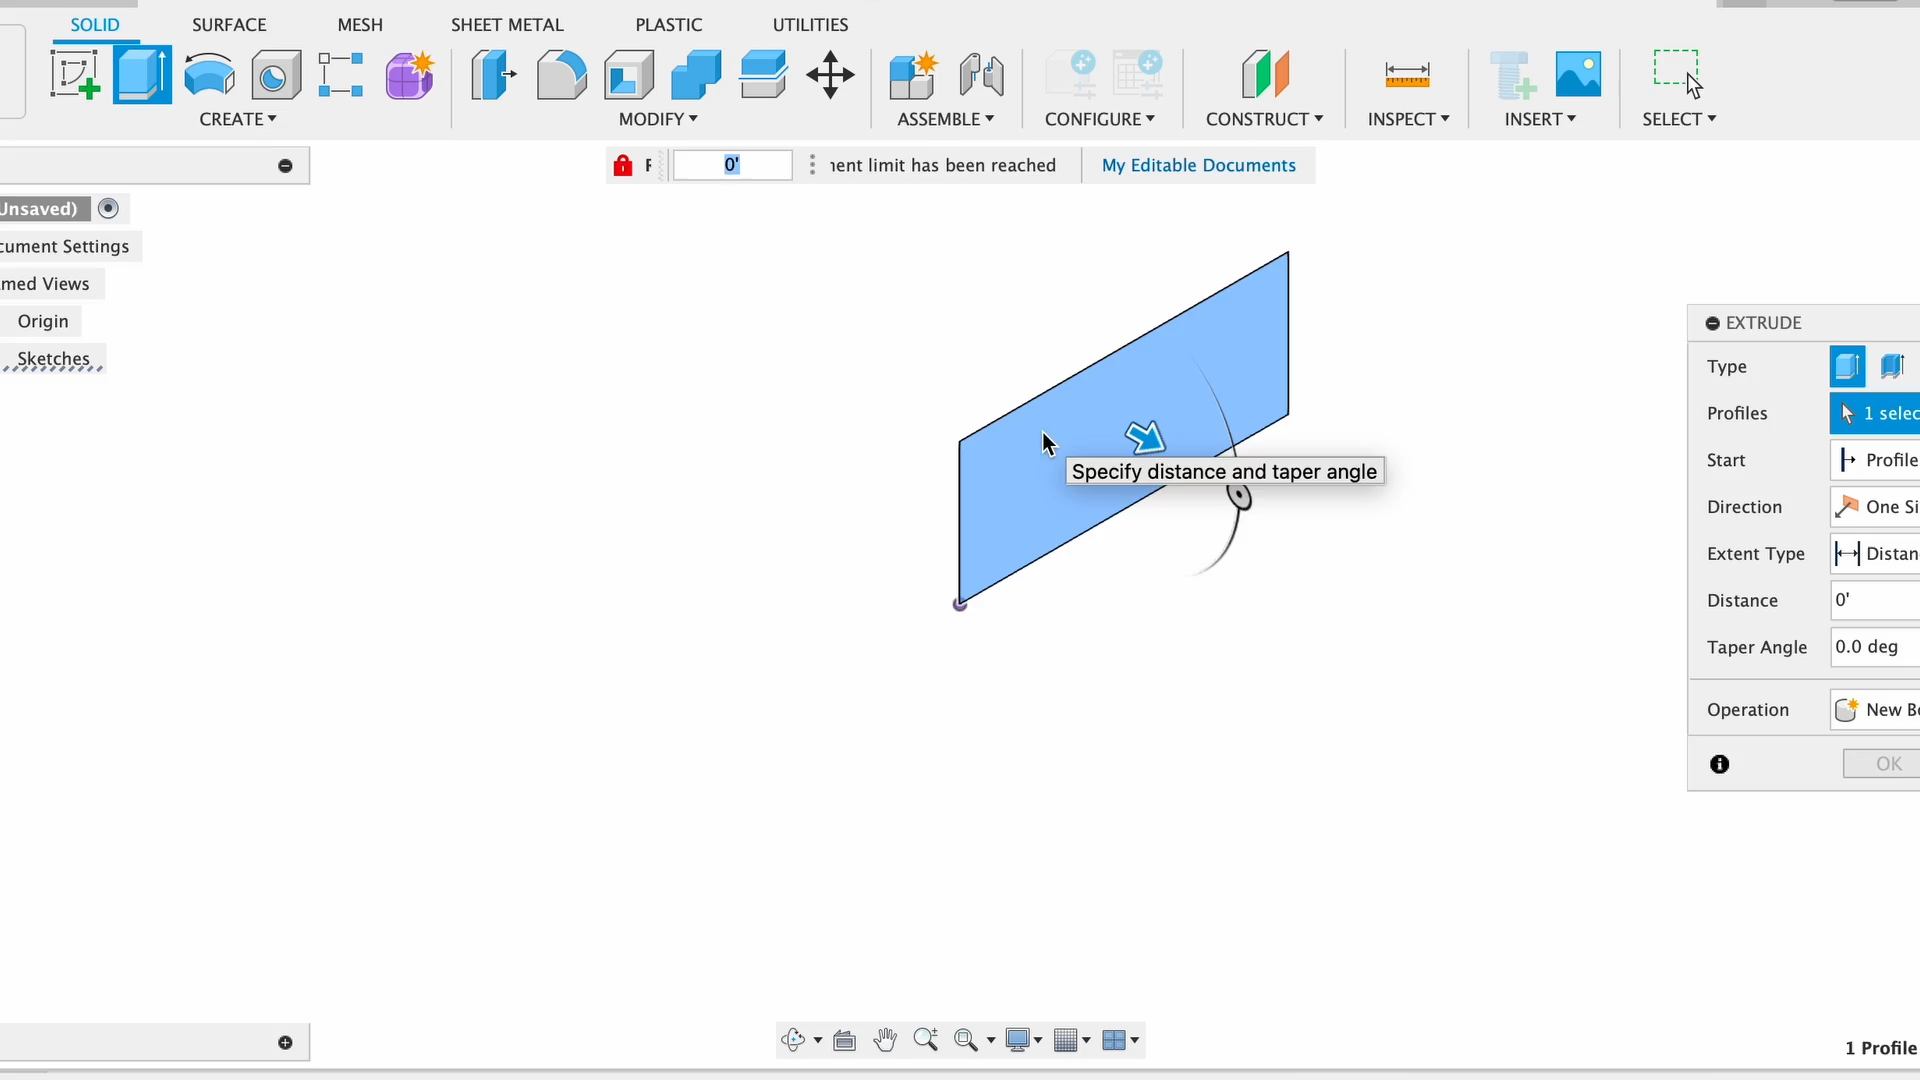 SOLID SURFACE MESH SHEET METAL PLASTIC UTILITIES
CREATE MODIFY ASSEMBLE CONFIGURE CONSTRUCT INSPECT INSERT SELECT
0' nent limit has been reached My Editable Documents
Unsaved)
cument Settings
med Views
Origin
Sketches
Specify distance and taper angle
EXTRUDE
Type
Profiles 1 selec
Start Profile
Direction One Si
Extent Type Distan
Distance 0'
Taper Angle 0.0 deg
Operation New Bo
OK
1 Profile